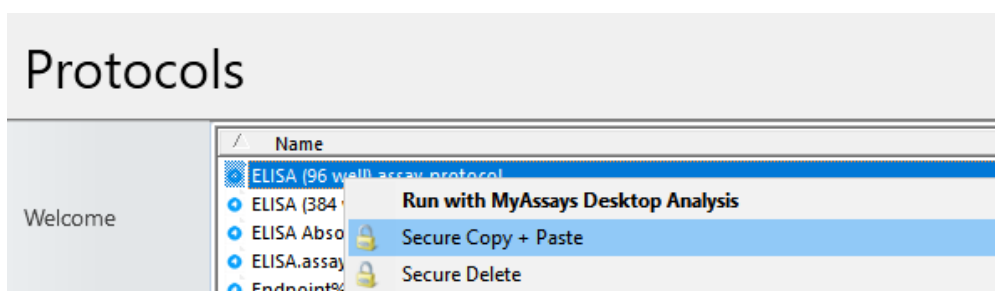 Protocols
Name
ELISA (96 well) assay-protocol
Welcome
ELISA (384
Run with MyAssays Desktop Analysis
ELISA Abso
Secure Copy + Paste
ELISA.assay
Secure Delete
Endpoint%